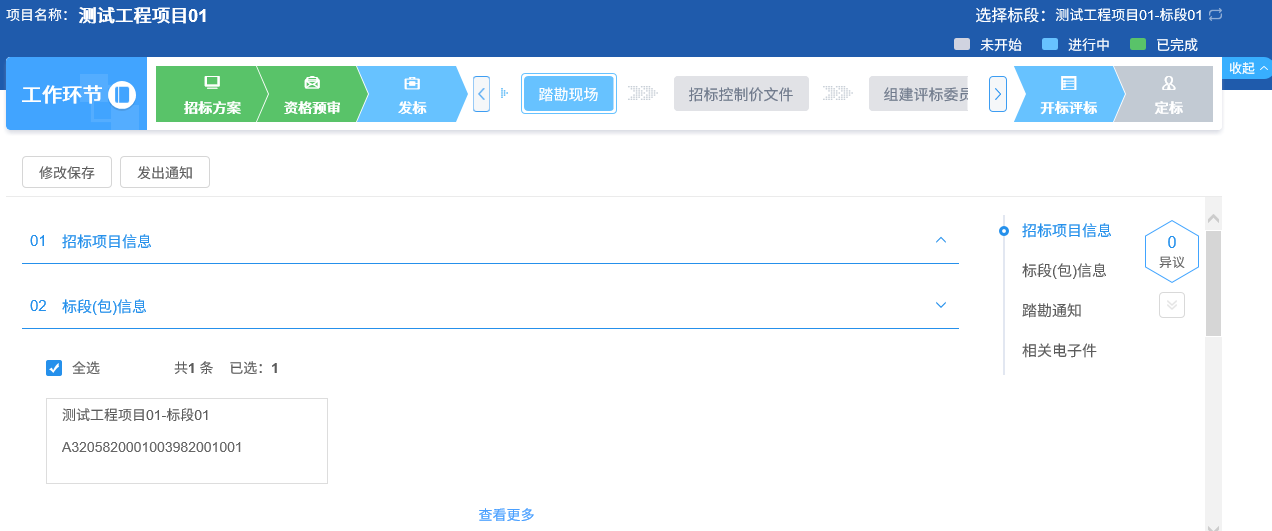 项目名称： 测试工程项目01
选择标段： 测试工程项目01-标段01
未开始 进行中 已完成
收起
工作环节
招标方案 资格预审 发标 踏勘现场 招标控制价文件 组建评标委员 开标评标 定标
修改保存 发出通知
01 招标项目信息
02 标段(包)信息
全选 共1 条 已选：1
测试工程项目01-标段01
A3205820001003982001001
查看更多
招标项目信息
标段(包)信息
踏勘通知
相关电子件
0
异议